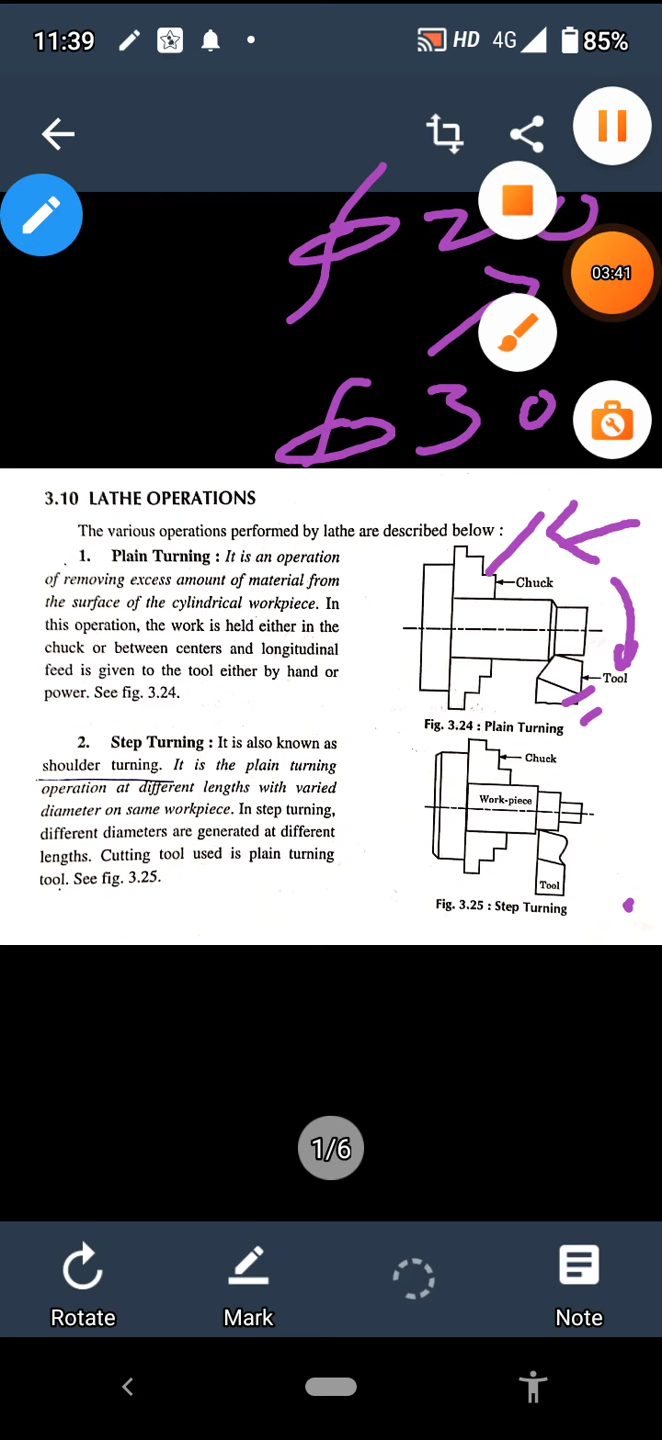 11:39
HD 4G 85%
ϕ 20
03:41
ϕ 30
3.10 LATHE OPERATIONS
The various operations performed by lathe are described below :
1. Plain Turning : It is an operation
of removing excess amount of material from
the surface of the cylindrical workpiece. In
this operation, the work is held either in the
chuck or between centers and longitudinal
feed is given to the tool either by hand or
power. See fig. 3.24.
Chuck
Tool
Fig. 3.24 : Plain Turning
2. Step Turning : It is also known as
shoulder turning. It is the plain turning
operation at different lengths with varied
diameter on same workpiece. In step turning,
different diameters are generated at different
lengths. Cutting tool used is plain turning
tool. See fig. 3.25.
Chuck
Work-piece
Tool
Fig. 3.25 : Step Turning
1/6
Rotate Mark Note